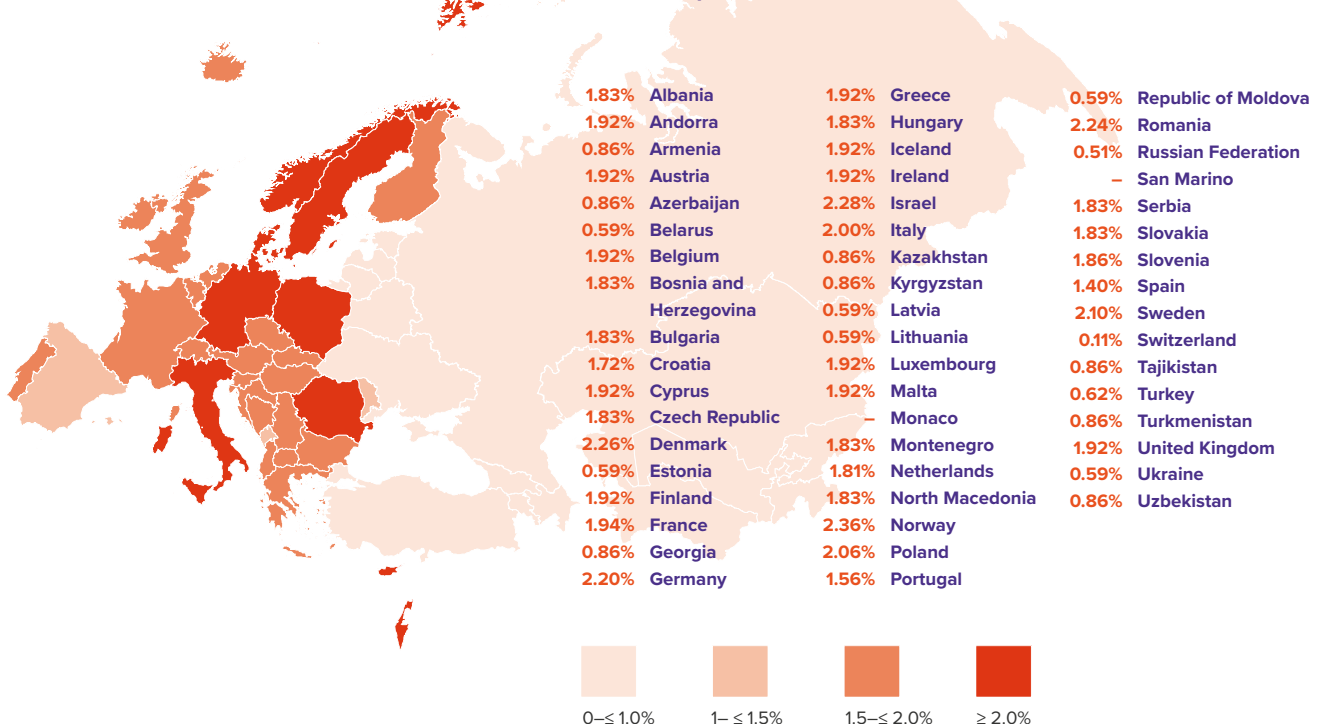 1.83% Albania
1.92% Andorra
0.86% Armenia
1.92% Austria
0.86% Azerbaijan
0.59% Belarus
1.92% Belgium
1.83% Bosnia and
Herzegovina
1.83% Bulgaria
1.72% Croatia
1.92% Cyprus
1.83% Czech Republic
2.26% Denmark
0.59% Estonia
1.92% Finland
1.94% France
0.86% Georgia
2.20% Germany
1.92% Greece
1.83% Hungary
1.92% Iceland
1.92% Ireland
2.28% Israel
2.00% Italy
0.86% Kazakhstan
0.86% Kyrgyzstan
0.59% Latvia
0.59% Lithuania
1.92% Luxembourg
1.92% Malta
– Monaco
1.83% Montenegro
1.81% Netherlands
1.83% North Macedonia
2.36% Norway
2.06% Poland
1.56% Portugal
0.59% Republic of Moldova
2.24% Romania
0.51% Russian Federation
– San Marino
1.83% Serbia
1.83% Slovakia
1.86% Slovenia
1.40% Spain
2.10% Sweden
0.11% Switzerland
0.86% Tajikistan
0.62% Turkey
0.86% Turkmenistan
1.92% United Kingdom
0.59% Ukraine
0.86% Uzbekistan
0–≤ 1.0% 1– ≤ 1.5% 1.5–≤ 2.0% ≥ 2.0%